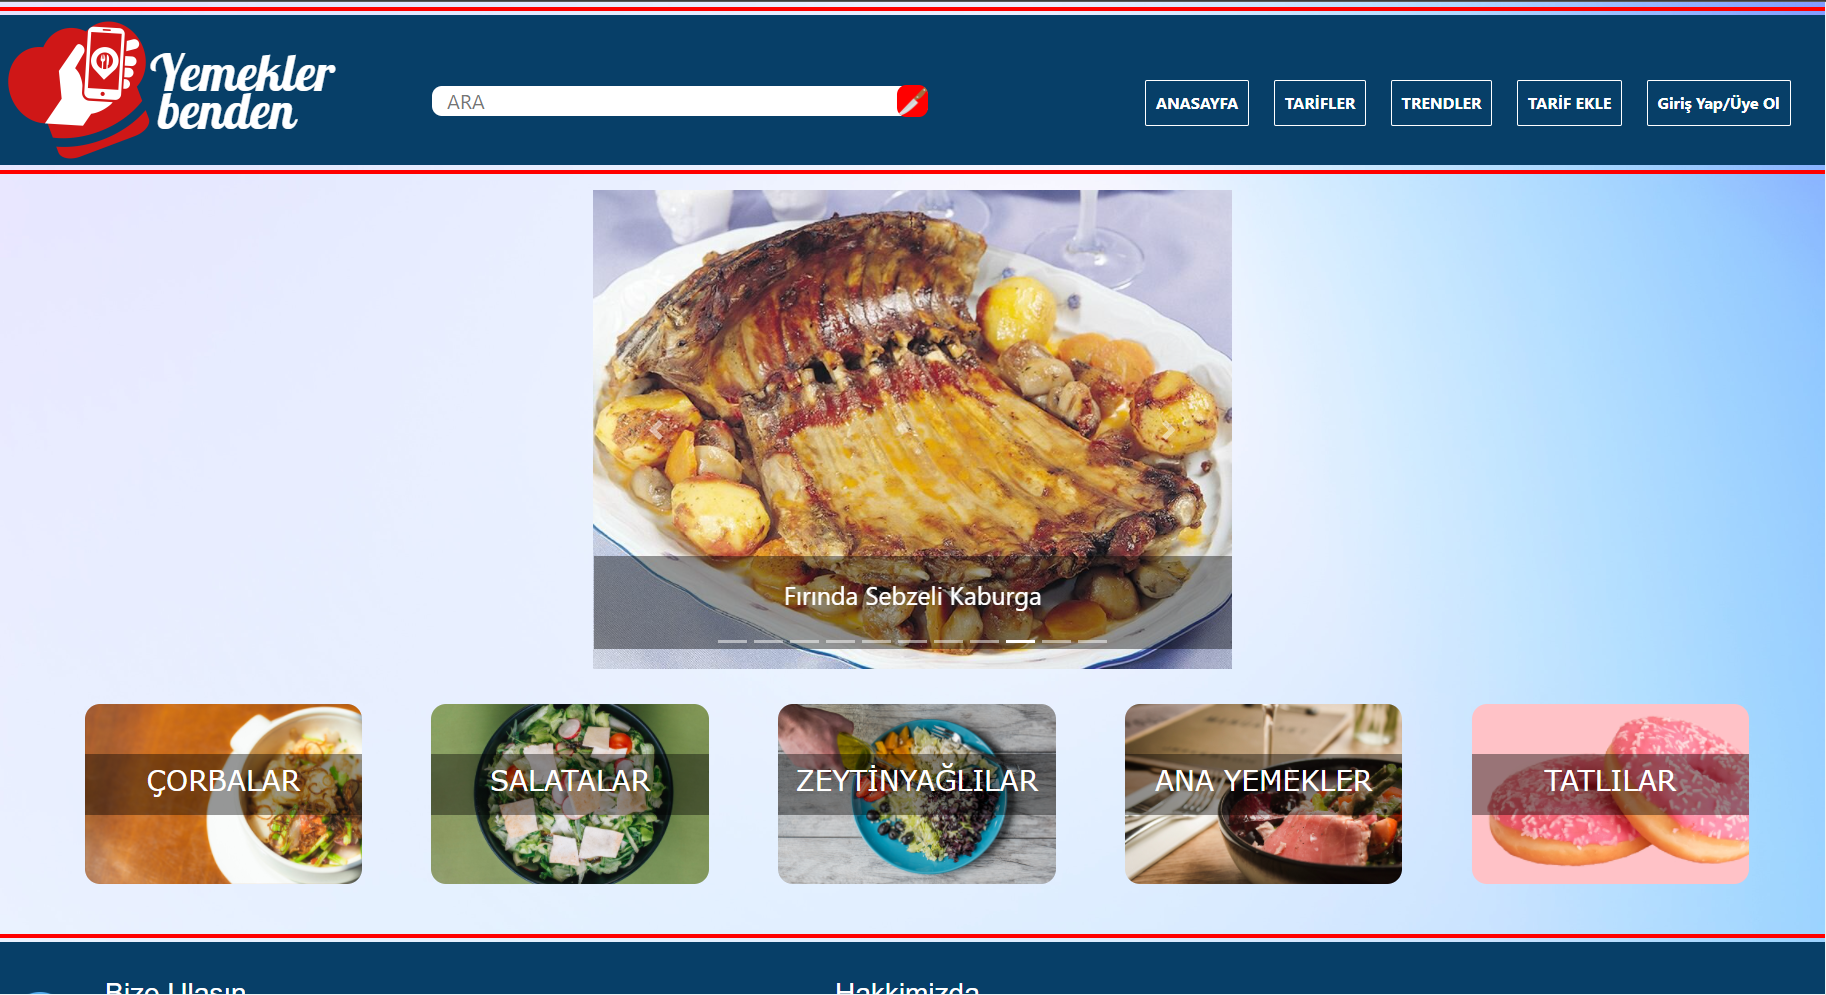 Yemekler
benden
ARA
ANASAYFA
TARİFLER
TRENDLER
TARİF EKLE
Giriş Yap/Üye Ol
Fırında Sebzeli Kaburga
ÇORBALAR
SALATALAR
ZEYTİNYAĞLILAR
ANA YEMEKLER
TATLILAR
Bize Ulaşın
Hakkimizda